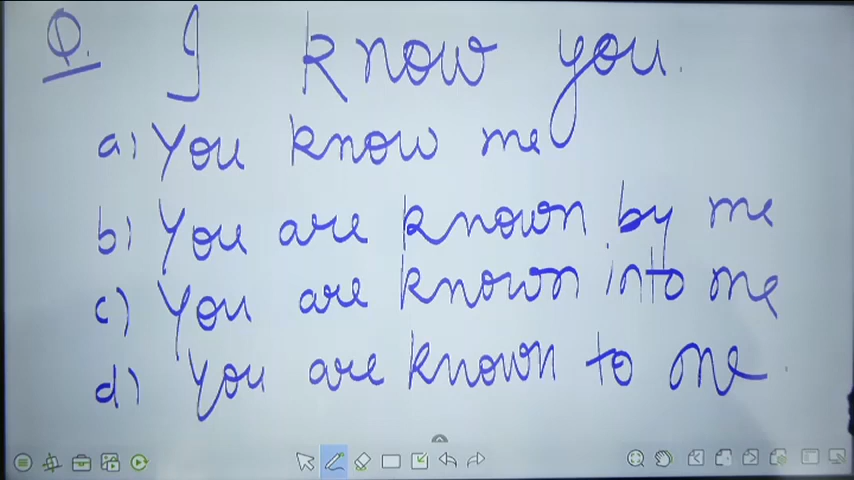 Q. I know you.
a) You know me
b) You are known by me
c) You are known into me
d) You are known to me.